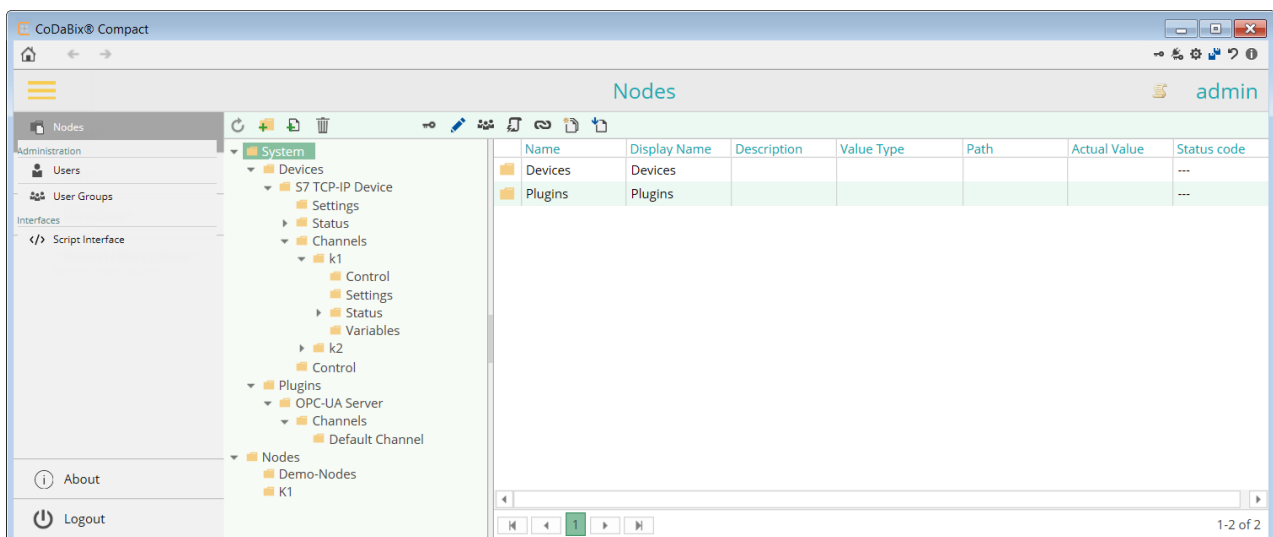 CoDaBix® Compact
Nodes
admin
Nodes
Administration
Users
User Groups
Interfaces
Script Interface
About
Logout
System
Devices
S7 TCP-IP Device
Settings
Status
Channels
k1
Control
Settings
Status
Variables
k2
Control
Plugins
OPC-UA Server
Channels
Default Channel
Nodes
Demo-Nodes
K1
Name Display Name Description Value Type Path Actual Value Status code
Devices Devices ---
Plugins Plugins ---
1
1-2 of 2